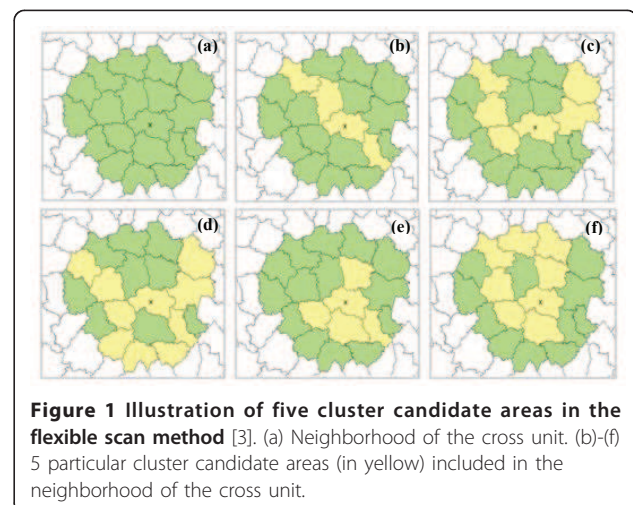 (a)
(b)
(c)
(d)
(e)
(f)
Figure 1 Illustration of five cluster candidate areas in the
flexible scan method [3]. (a) Neighborhood of the cross unit. (b)-(f)
5 particular cluster candidate areas (in yellow) included in the
neighborhood of the cross unit.